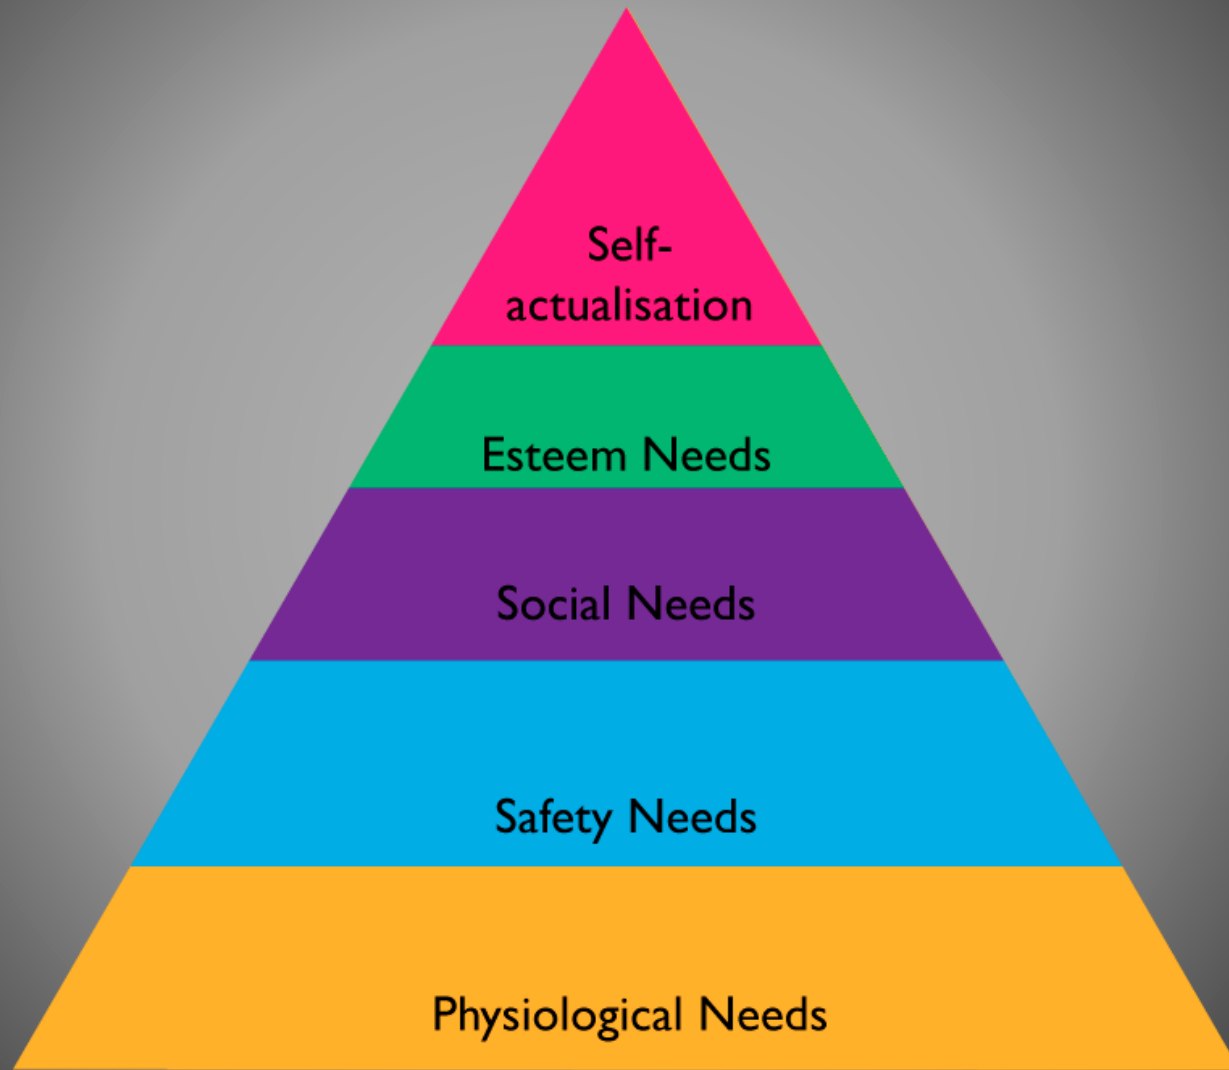 Self-
actualisation
Esteem Needs
Social Needs
Safety Needs
Physiological Needs